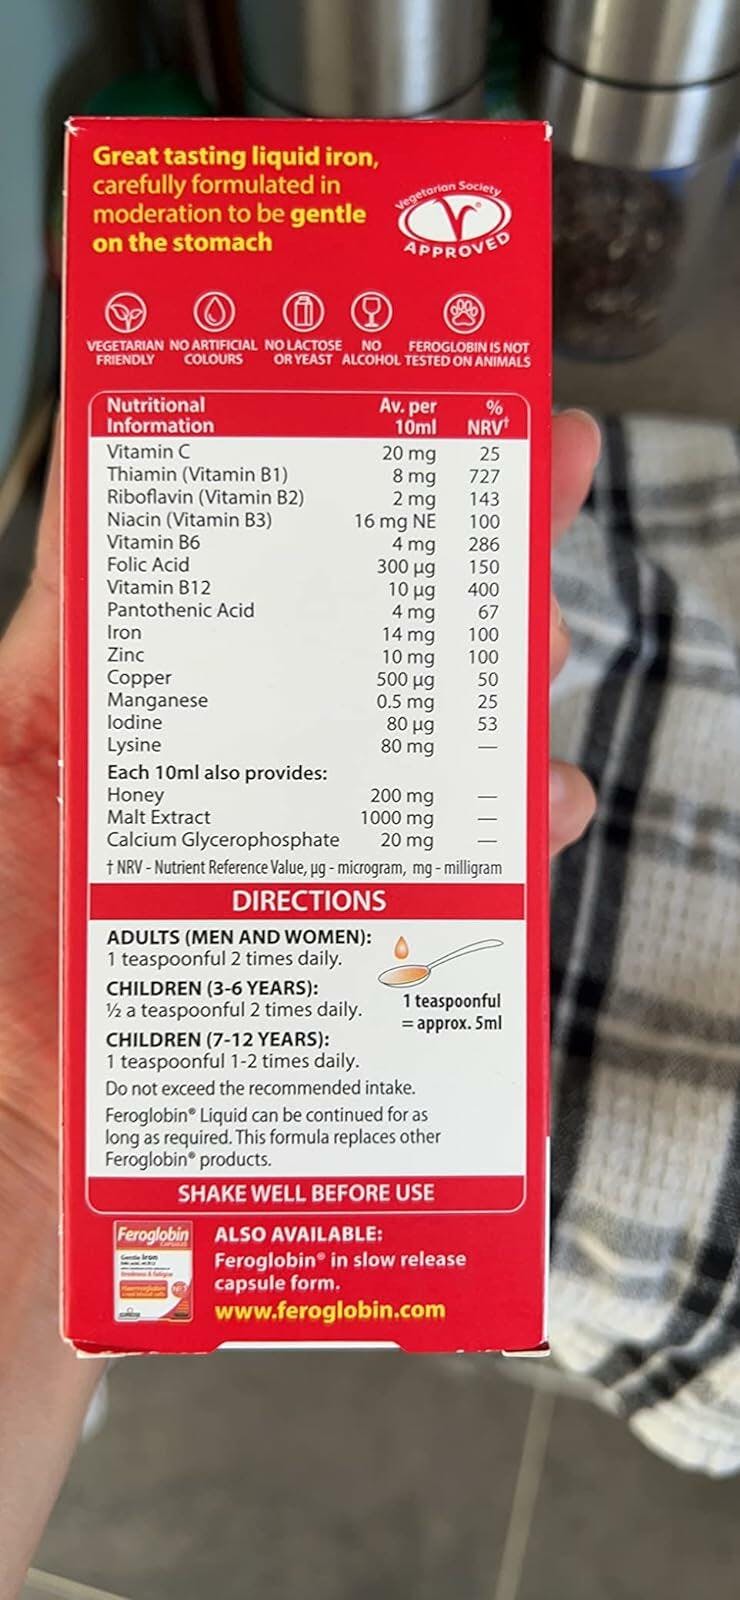 Great tasting liquid iron,
carefully formulated in
moderation to be gentle
on the stomach
Vegetarian Society
APPROVED
VEGETARIAN FRIENDLY
NO ARTIFICIAL COLOURS
NO LACTOSE OR YEAST
NO ALCOHOL
FEROGLOBIN IS NOT TESTED ON ANIMALS
Nutritional Information Av. per 10ml % NRV†
Vitamin C 20 mg 25
Thiamin (Vitamin B1) 8 mg 727
Riboflavin (Vitamin B2) 2 mg 143
Niacin (Vitamin B3) 16 mg NE 100
Vitamin B6 4 mg 286
Folic Acid 300 µg 150
Vitamin B12 10 µg 400
Pantothenic Acid 4 mg 67
Iron 14 mg 100
Zinc 10 mg 100
Copper 500 µg 50
Manganese 0.5 mg 25
Iodine 80 µg 53
Lysine 80 mg —
Each 10ml also provides:
Honey 200 mg —
Malt Extract 1000 mg —
Calcium Glycerophosphate 20 mg —
† NRV - Nutrient Reference Value, µg - microgram, mg - milligram
DIRECTIONS
ADULTS (MEN AND WOMEN):
1 teaspoonful 2 times daily.
CHILDREN (3-6 YEARS):
½ a teaspoonful 2 times daily.
1 teaspoonful
= approx. 5ml
CHILDREN (7-12 YEARS):
1 teaspoonful 1-2 times daily.
Do not exceed the recommended intake.
Feroglobin® Liquid can be continued for as
long as required. This formula replaces other
Feroglobin® products.
SHAKE WELL BEFORE USE
Feroglobin
CAPSULES
Gentle Iron
ALSO AVAILABLE:
Feroglobin® in slow release
capsule form.
www.feroglobin.com